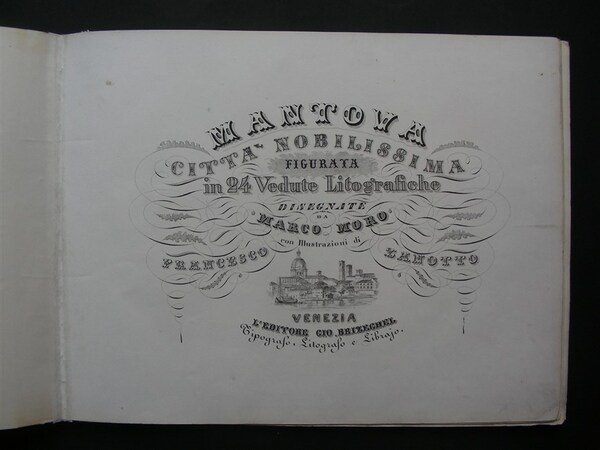 MANTOVA
CITTÀ NOBILISSIMA
FIGURATA
in 24 Vedute Litografiche
DISEGNATE
DA
MARCO MORO
con Illustrazioni di
FRANCESCO ZANOTTO
VENEZIA
L'EDITORE GIO. BRIZEGHEL
Tipografo, Litografo e Librajo.